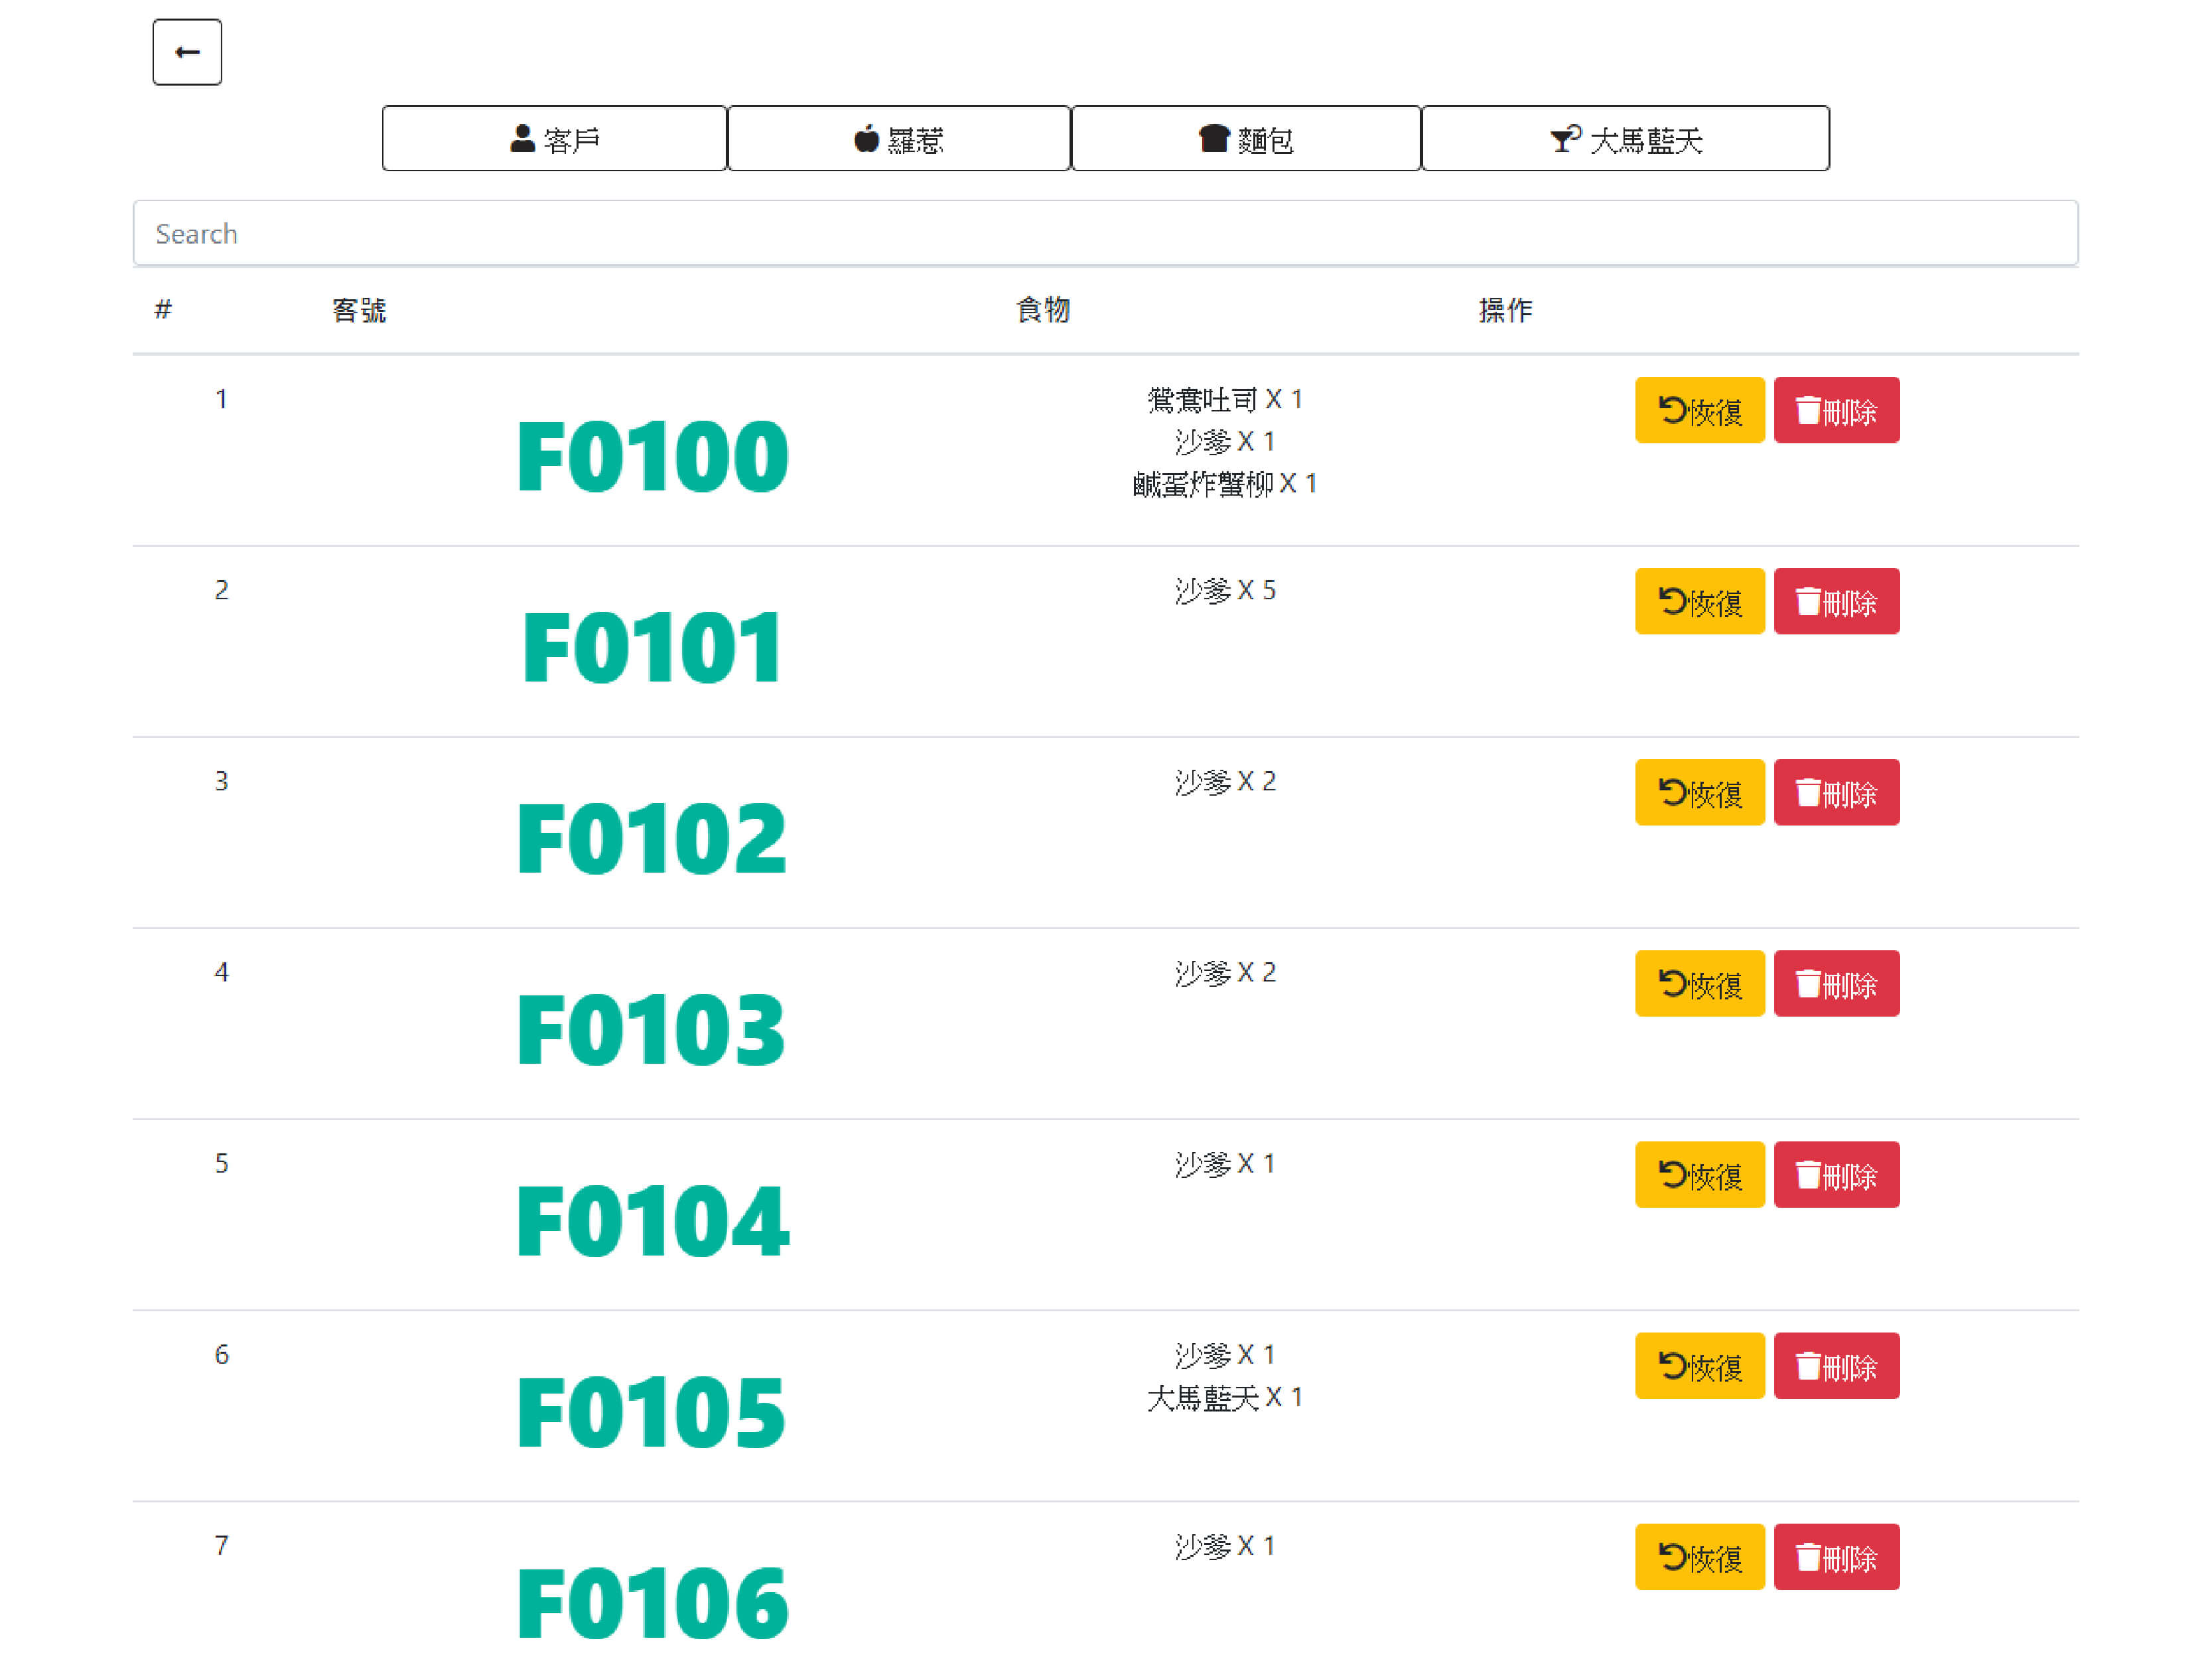 客戶 羅惹 麵包 大馬藍天
Search
# 客號 食物 操作
1 F0100 鴛鴦吐司 X 1 恢復 刪除
沙爹 X 1
鹹蛋炸蟹柳 X 1
2 F0101 沙爹 X 5 恢復 刪除
3 F0102 沙爹 X 2 恢復 刪除
4 F0103 沙爹 X 2 恢復 刪除
5 F0104 沙爹 X 1 恢復 刪除
6 F0105 沙爹 X 1 恢復 刪除
大馬藍天 X 1
7 F0106 沙爹 X 1 恢復 刪除